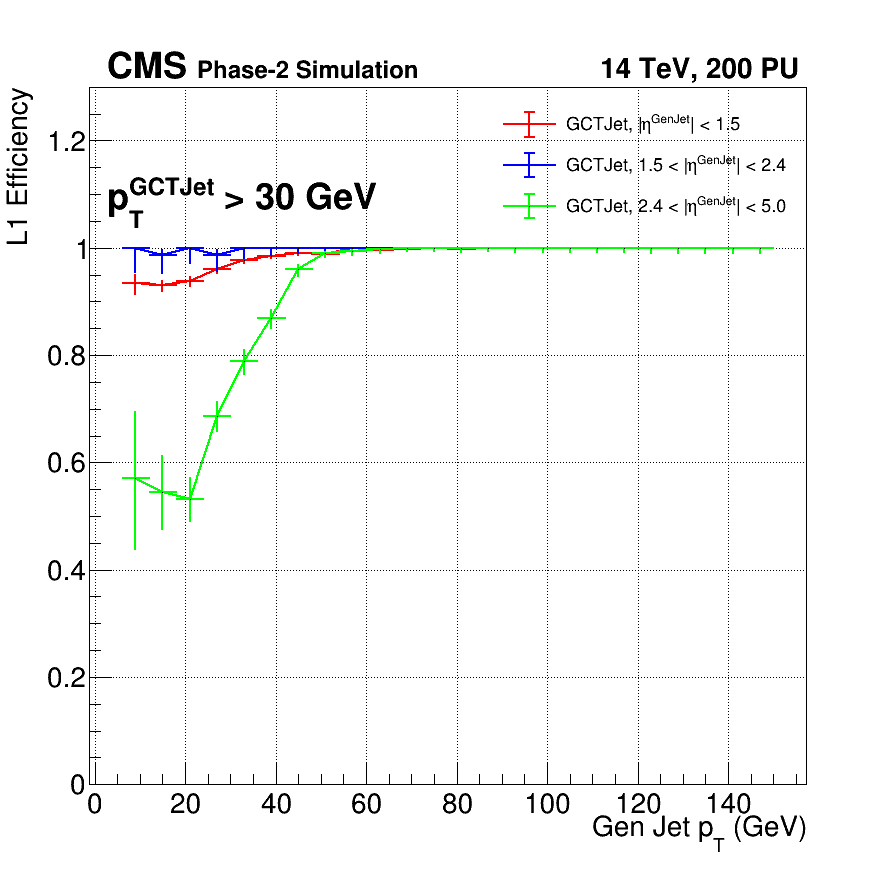 CMS Phase-2 Simulation 14 TeV, 200 PU
L1 Efficiency
GCTJet, |η^GenJet| < 1.5
GCTJet, 1.5 < |η^GenJet| < 2.4
GCTJet, 2.4 < |η^GenJet| < 5.0
p_T^GCTJet > 30 GeV
1.2
1
0.8
0.6
0.4
0.2
0
0 20 40 60 80 100 120 140
Gen Jet p_T (GeV)